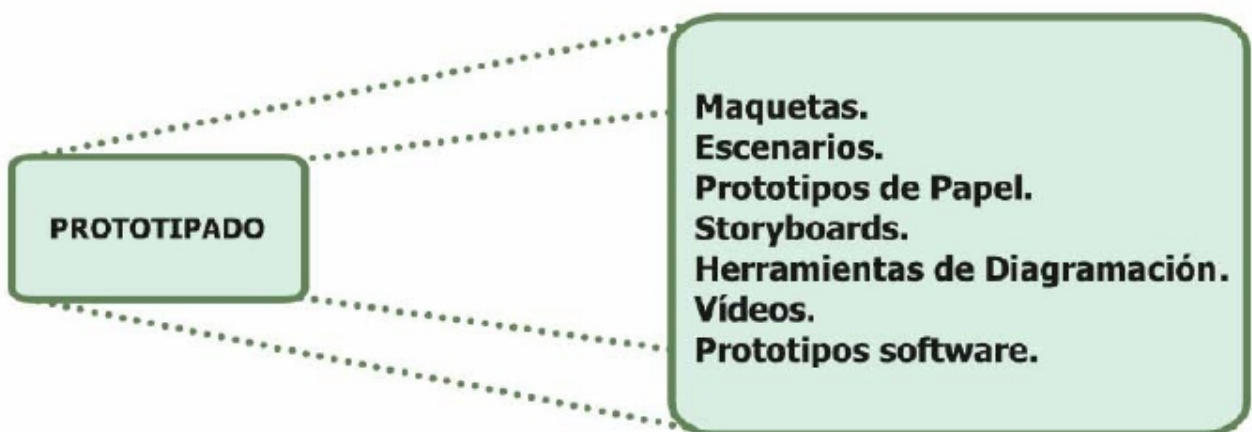 PROTOTIPADO
Maquetas.
Escenarios.
Prototipos de Papel.
Storyboards.
Herramientas de Diagramación.
Vídeos.
Prototipos software.